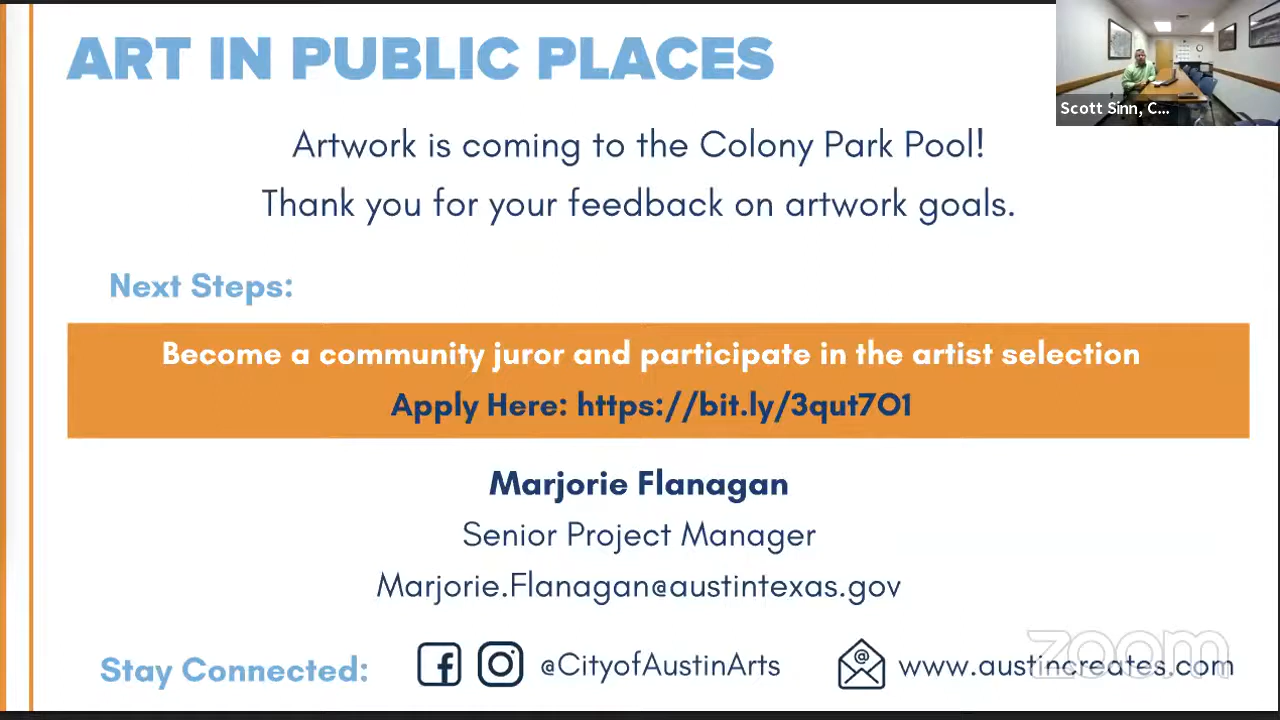 ART IN PUBLIC PLACES
Scott Sinn, C...
Artwork is coming to the Colony Park Pool!
Thank you for your feedback on artwork goals.
Next Steps:
Become a community juror and participate in the artist selection
Apply Here: https://bit.ly/3qut7O1
Marjorie Flanagan
Senior Project Manager
Marjorie.Flanagan@austintexas.gov
Stay Connected: @CityofAustinArts www.austincreates.com
zoom